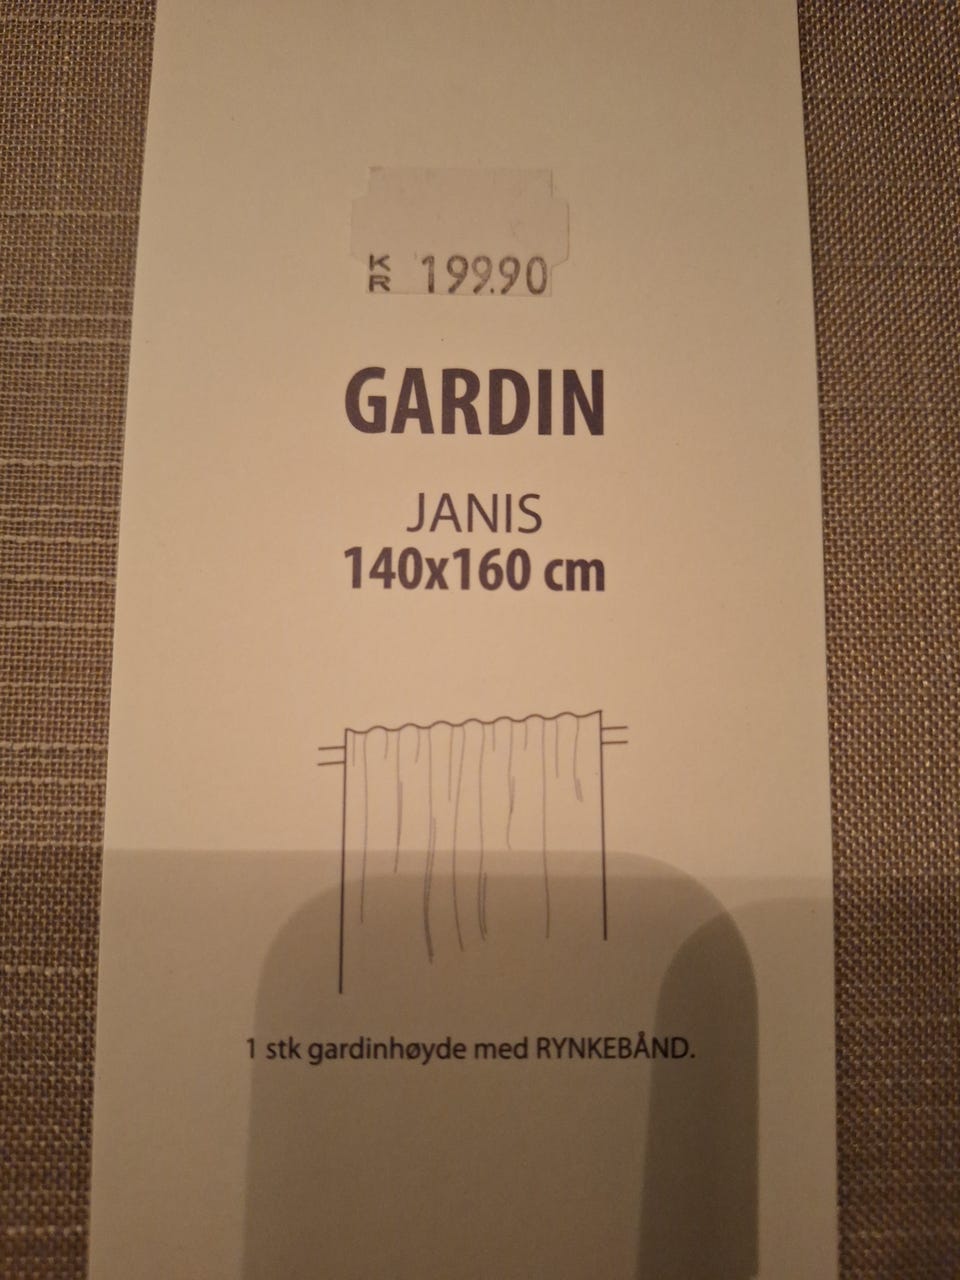 KR 199.90
GARDIN
JANIS
140x160 cm
1 stk gardinhøyde med RYNKEBÅND.